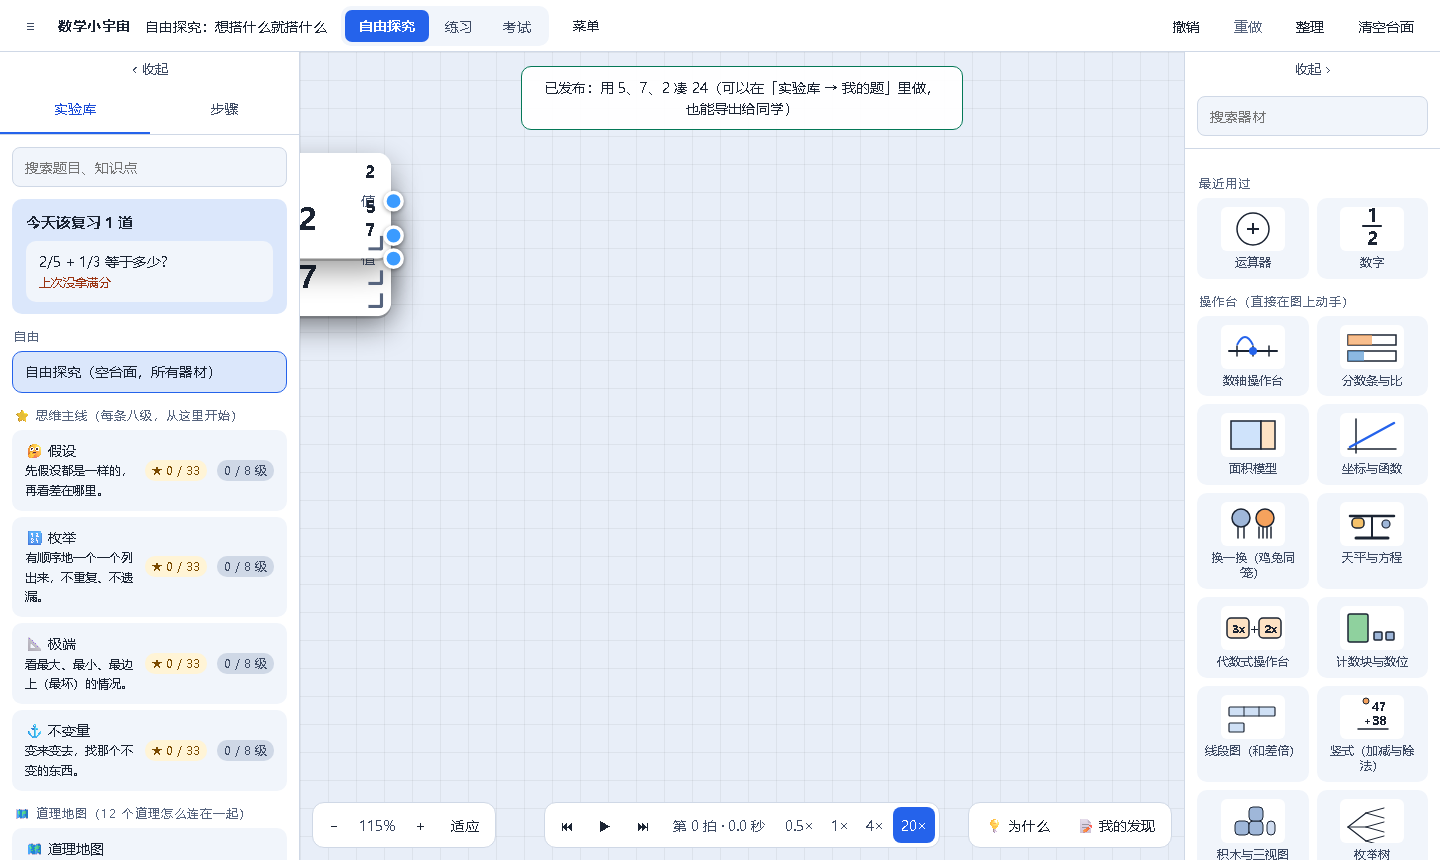 ≡ 数学小宇宙 自由探究：想搭什么就搭什么 自由探究 练习 考试 菜单 撤销 重做 整理 清空台面
‹ 收起
实验库 步骤
搜索题目、知识点
今天该复习 1 道
2/5 + 1/3 等于多少？
上次没拿满分
自由
自由探究（空台面，所有器材）
思维主线（每条八级，从这里开始）
假设
先假设都是一样的，
再看差在哪里。
★ 0 / 33 0 / 8 级
枚举
有顺序地一个一个列
出来，不重复、不遗
漏。
★ 0 / 33 0 / 8 级
极端
看最大、最小、最边
上（最坏）的情况。
★ 0 / 33 0 / 8 级
不变量
变来变去，找那个不
变的东西。
★ 0 / 33 0 / 8 级
道理地图（12 个道理怎么连在一起）
道理地图
已发布：用 5、7、2 凑 24（可以在「实验库 → 我的题」里做，
也能导出给同学）
2
值
5
2
7
值
7
− 115% + 适应
第 0 拍 · 0.0 秒 0.5× 1× 4× 20×
为什么 我的发现
收起 ›
搜索器材
最近用过
1
2
运算器 数字
操作台（直接在图上动手）
数轴操作台 分数条与比
面积模型 坐标与函数
换一换（鸡兔同
笼）
天平与方程
3x + 2x
代数式操作台 计数块与数位
47
+38
线段图（和差倍）
竖式（加减与除
法）
积木与三视图 枚举树